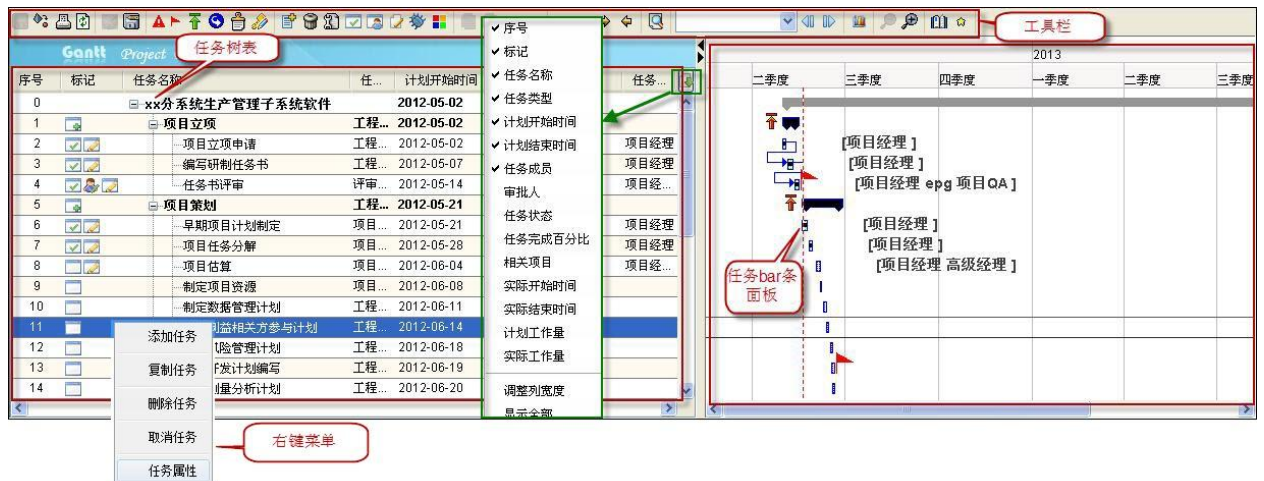 工具栏
Gantt Project
任务树表
序号 标记 任务名称 任... 计划开始时间 任务...
0 xx分系统生产管理子系统软件 2012-05-02
1 项目立项 工程... 2012-05-02
2 项目立项申请 工程... 2012-05-02 项目经理
3 编写研制任务书 工程... 2012-05-07 项目经理
4 任务书评审 评审... 2012-05-14 项目经...
5 项目策划 工程... 2012-05-21
6 早期项目计划制定 项目... 2012-05-21 项目经理
7 项目任务分解 项目... 2012-05-28 项目经理
8 项目估算 项目... 2012-06-04 项目经...
9 制定项目资源 项目... 2012-06-08
10 制定数据管理计划 工程... 2012-06-11
11 利益相关方参与计划 工程... 2012-06-14
12 险管理计划 工程... 2012-06-18
13 发计划编写 工程... 2012-06-19
14 量分析计划 工程... 2012-06-20
序号
标记
任务名称
任务类型
计划开始时间
计划结束时间
任务成员
审批人
任务状态
任务完成百分比
相关项目
实际开始时间
实际结束时间
计划工作量
实际工作量
调整列宽度
显示全部
2013
二季度 三季度 四季度 一季度 二季度 三季度
[项目经理 ]
[项目经理 ]
[项目经理 epg 项目QA ]
[项目经理 ]
[项目经理 ]
[项目经理 高级经理 ]
任务bar条
面板
添加任务
复制任务
删除任务
取消任务
任务属性
右键菜单